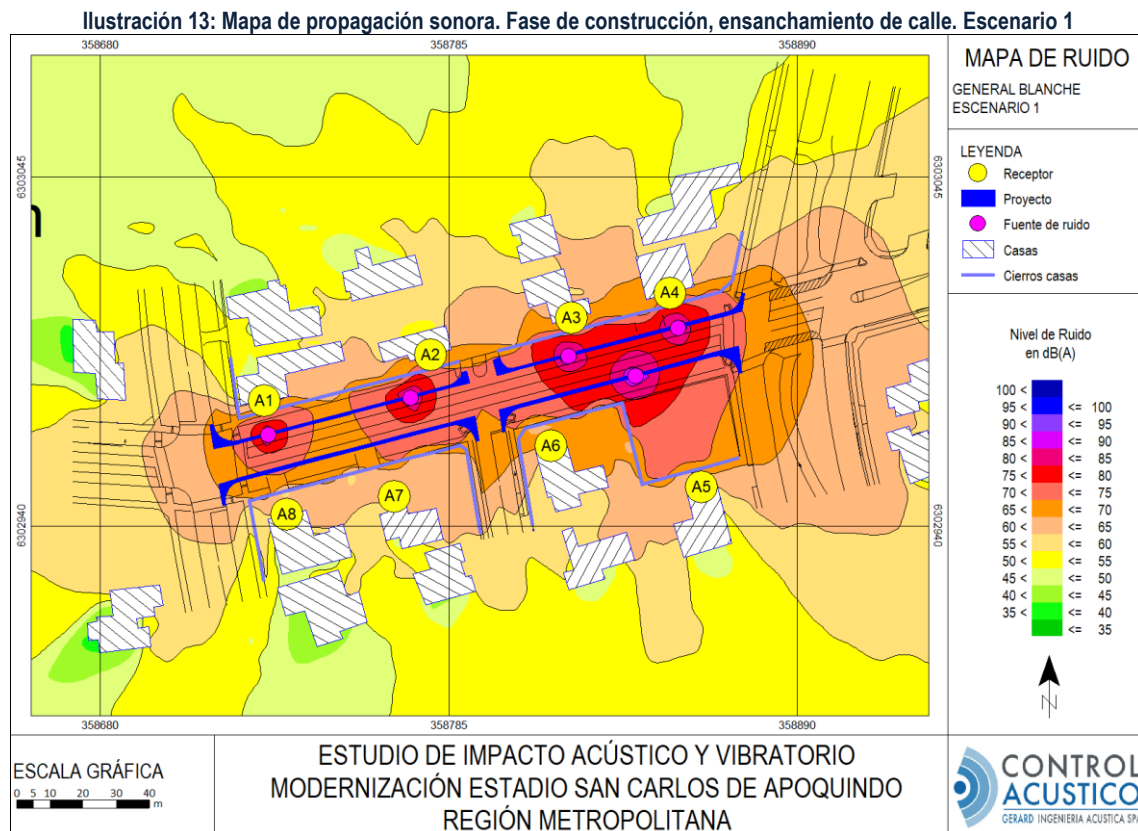 Ilustración 13: Mapa de propagación sonora. Fase de construcción, ensanchamiento de calle. Escenario 1
358680 358785 358890
6303045 6303045
A4
A3
A2
A1
A6
A5
A7
A8
6302940 6302940
358680 358785 358890
MAPA DE RUIDO
GENERAL BLANCHE
ESCENARIO 1
LEYENDA
Receptor
Proyecto
Fuente de ruido
Casas
Cierros casas
Nivel de Ruido
en dB(A)
100 <
95 < <= 100
90 < <= 95
85 < <= 90
80 < <= 85
75 < <= 80
70 < <= 75
65 < <= 70
60 < <= 65
55 < <= 60
50 < <= 55
45 < <= 50
40 < <= 45
35 < <= 40
<= 35
N
ESCALA GRÁFICA
0 5 10 20 30 40
m
ESTUDIO DE IMPACTO ACÚSTICO Y VIBRATORIO
MODERNIZACIÓN ESTADIO SAN CARLOS DE APOQUINDO
REGIÓN METROPOLITANA
CONTROL
ACUSTICO
GERARD INGENIERIA ACUSTICA SP